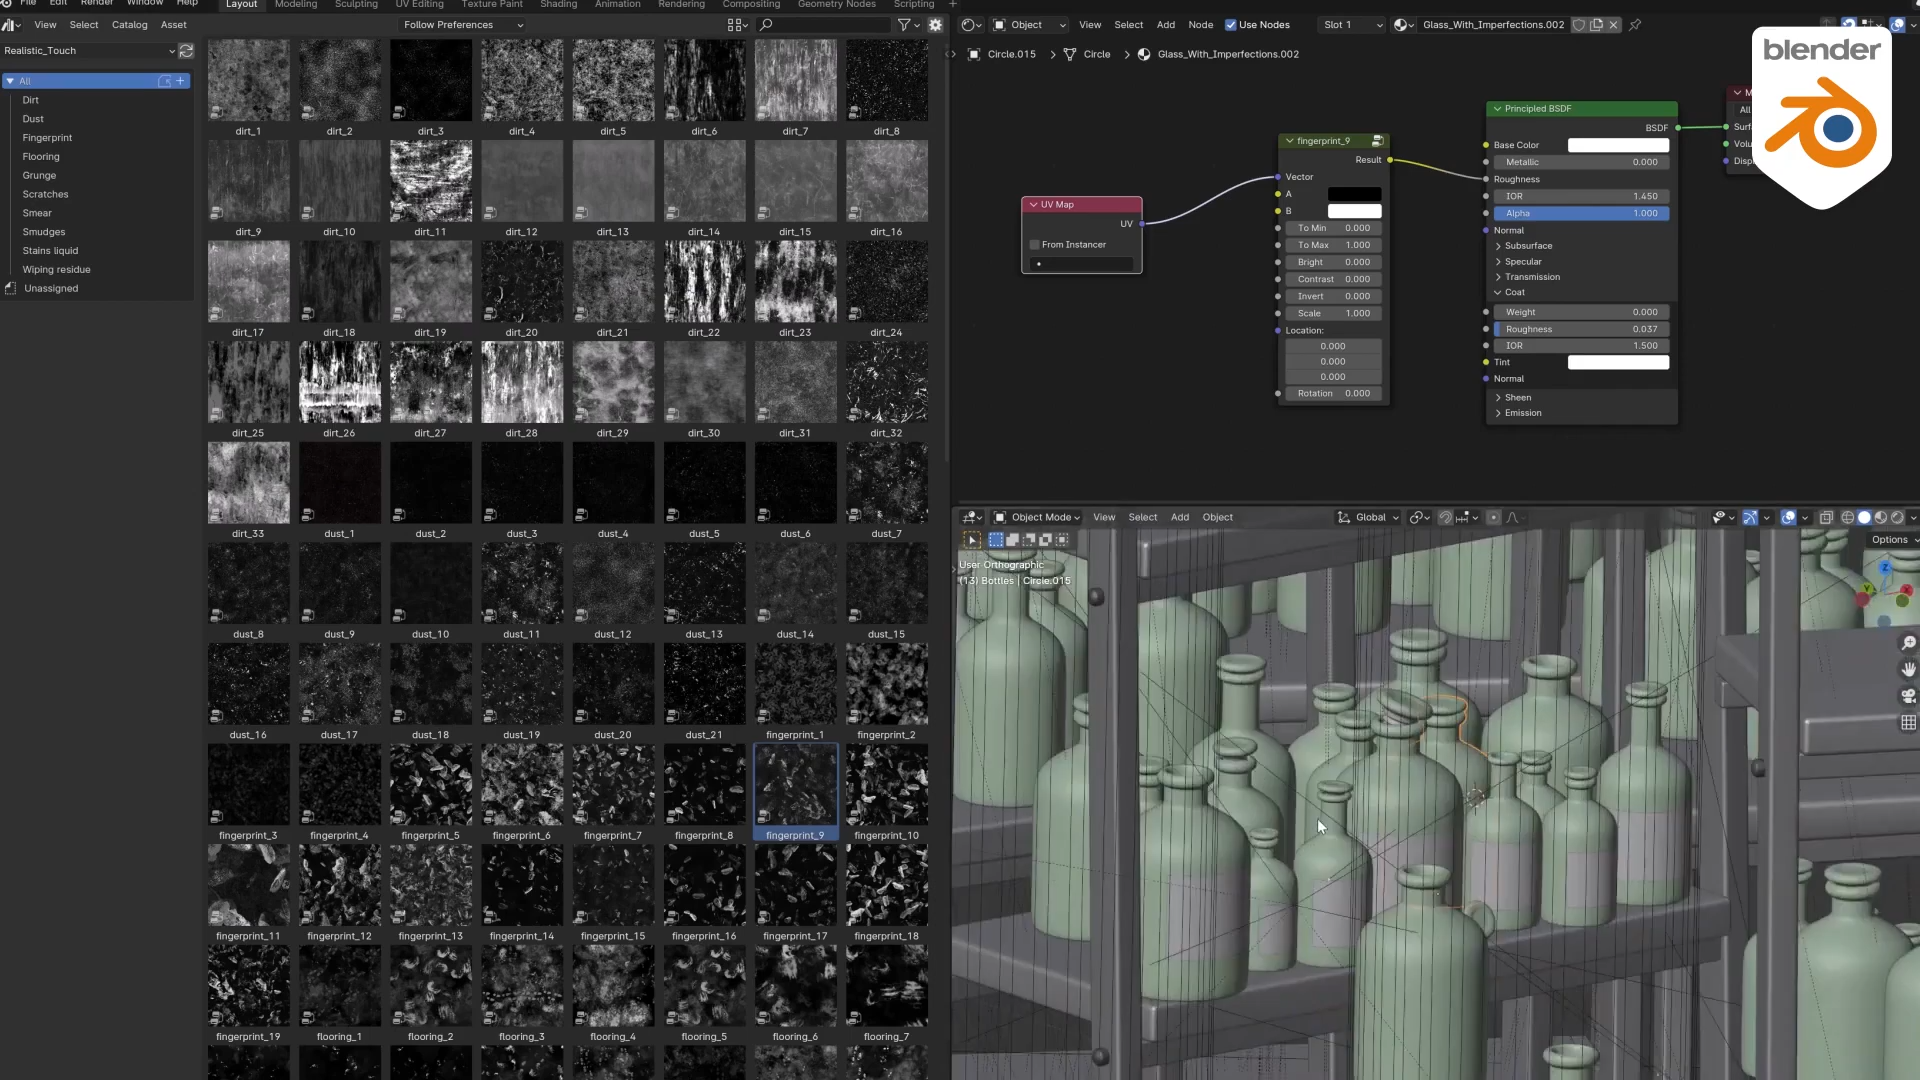 File Edit Render Window Help
Layout Modeling Sculpting UV Editing Texture Paint Shading Animation Rendering Compositing Geometry Nodes Scripting +
View Select Catalog Asset
Follow Preferences
Realistic_Touch
All
Dirt
Dust
Fingerprint
Flooring
Grunge
Scratches
Smear
Smudges
Stains liquid
Wiping residue
Unassigned
dirt_1 dirt_2 dirt_3 dirt_4 dirt_5 dirt_6 dirt_7 dirt_8
dirt_9 dirt_10 dirt_11 dirt_12 dirt_13 dirt_14 dirt_15 dirt_16
dirt_17 dirt_18 dirt_19 dirt_20 dirt_21 dirt_22 dirt_23 dirt_24
dirt_25 dirt_26 dirt_27 dirt_28 dirt_29 dirt_30 dirt_31 dirt_32
dirt_33 dust_1 dust_2 dust_3 dust_4 dust_5 dust_6 dust_7
dust_8 dust_9 dust_10 dust_11 dust_12 dust_13 dust_14 dust_15
dust_16 dust_17 dust_18 dust_19 dust_20 dust_21 fingerprint_1 fingerprint_2
fingerprint_3 fingerprint_4 fingerprint_5 fingerprint_6 fingerprint_7 fingerprint_8 fingerprint_9 fingerprint_10
fingerprint_11 fingerprint_12 fingerprint_13 fingerprint_14 fingerprint_15 fingerprint_16 fingerprint_17 fingerprint_18
fingerprint_19 flooring_1 flooring_2 flooring_3 flooring_4 flooring_5 flooring_6 flooring_7
Object View Select Add Node Use Nodes Slot 1 Glass_With_Imperfections.002
Circle.015 > Circle > Glass_With_Imperfections.002
blender
UV Map
UV
From Instancer
fingerprint_9
Result
Vector
A
B
To Min 0.000
To Max 1.000
Bright 0.000
Contrast 0.000
Invert 0.000
Scale 1.000
Location:
0.000
0.000
0.000
Rotation 0.000
Principled BSDF
BSDF
Base Color
Metallic 0.000
Roughness
IOR 1.450
Alpha 1.000
Normal
Subsurface
Specular
Transmission
Coat
Weight 0.000
Roughness 0.037
IOR 1.500
Tint
Normal
Sheen
Emission
All
Object Mode View Select Add Object Global
Options
User Orthographic
(13) Bottles | Circle.015